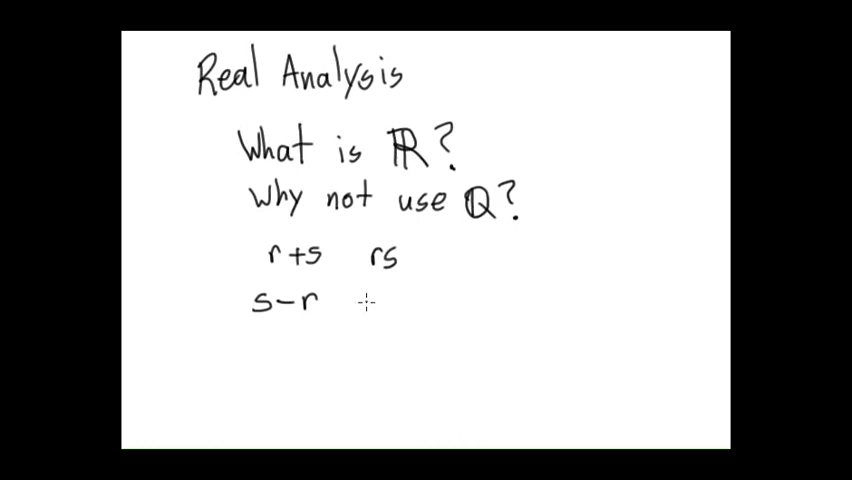 Real Analysis
What is ℝ?
Why not use ℚ?
r+s rs
s-r